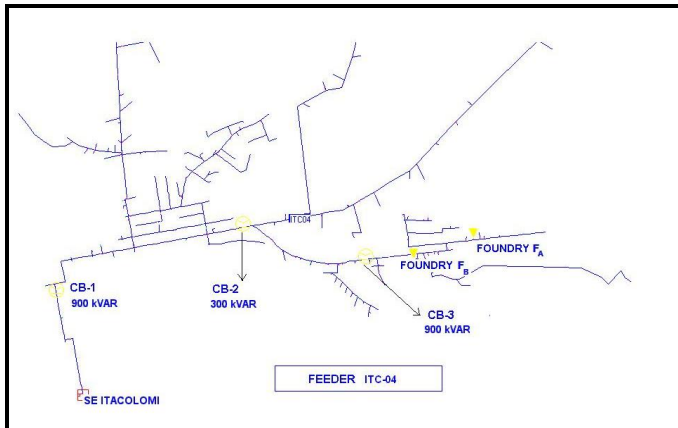 ITC04
FOUNDRY FA
FOUNDRY FB
CB-1
900 kVAR
CB-2
300 kVAR
CB-3
900 kVAR
FEEDER ITC-04
SE ITACOLOMI